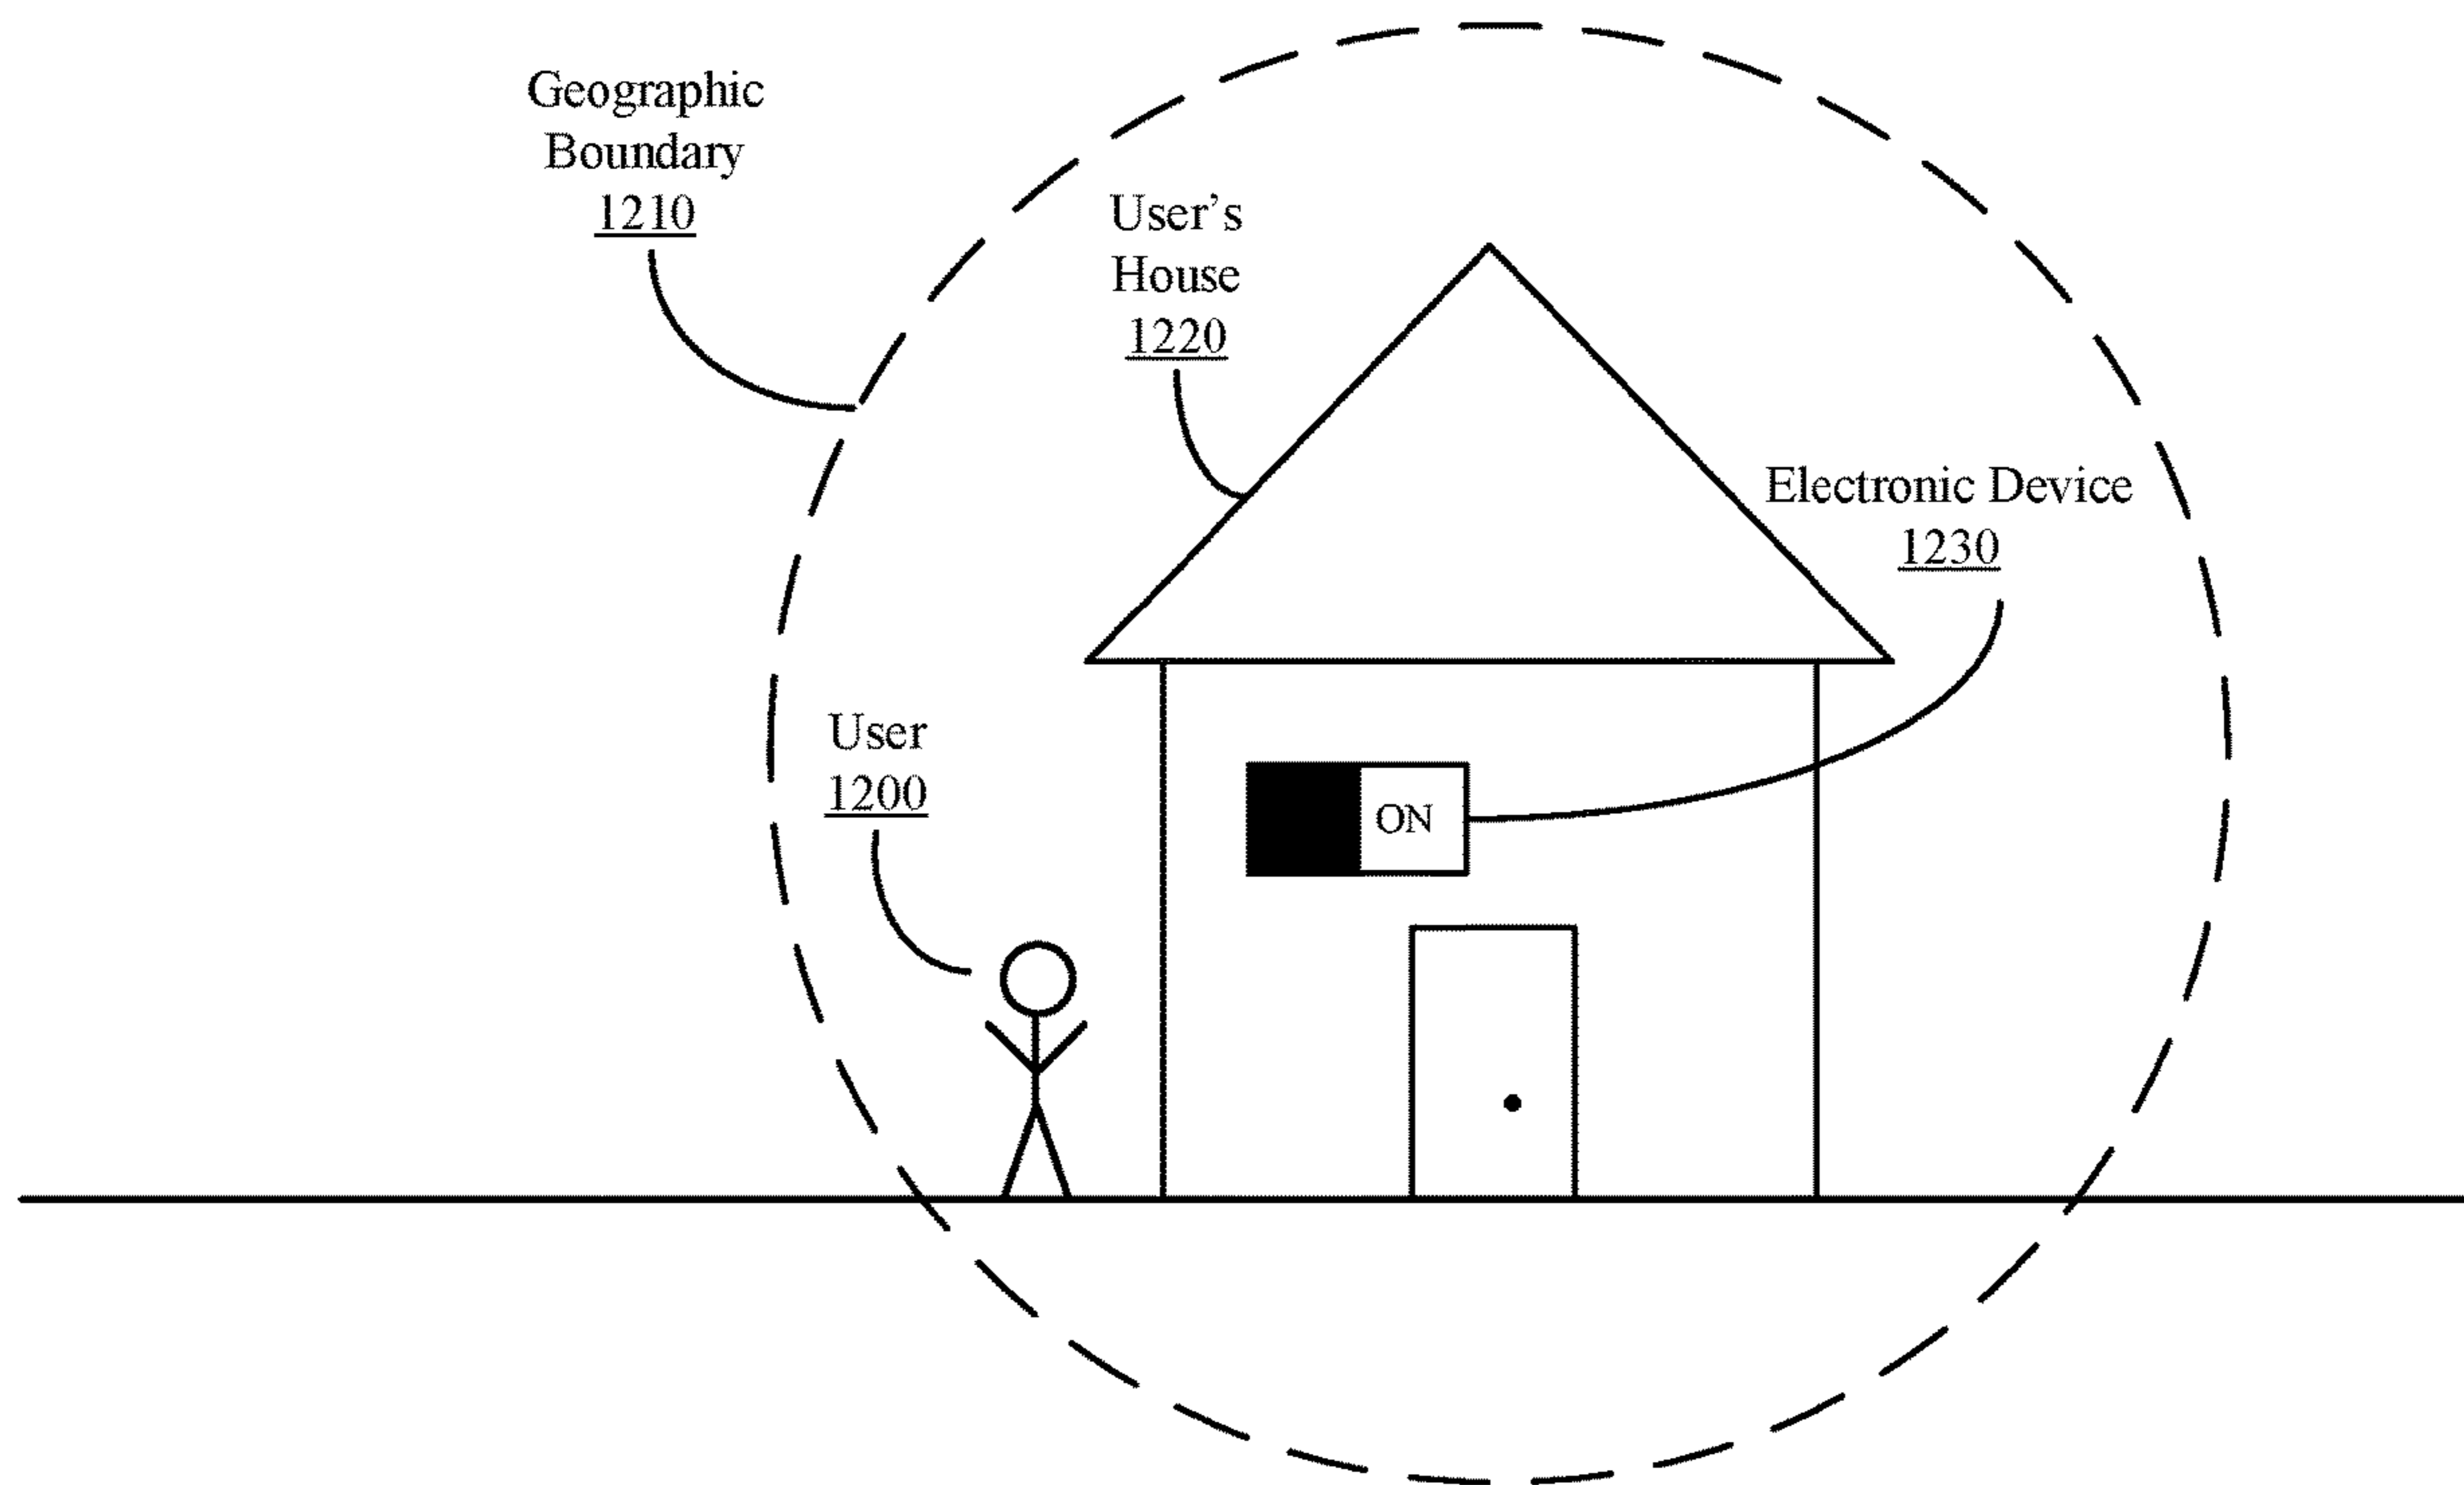 Geographic
Boundary
1210
User's
House
1220
Electronic Device
1230
User
1200
ON